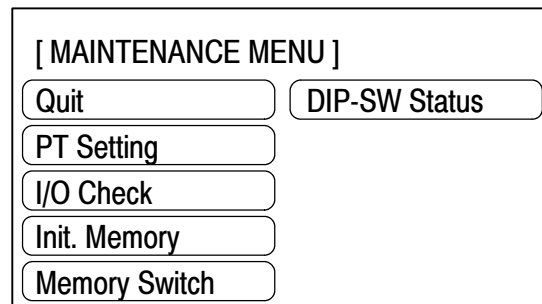 [ MAINTENANCE MENU ]
Quit DIP-SW Status
PT Setting
I/O Check
Init. Memory
Memory Switch